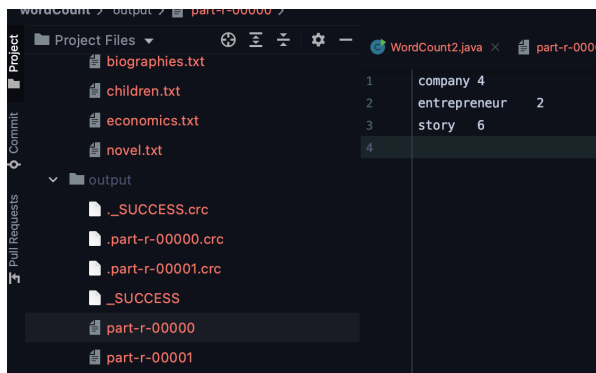 wordCount > output > part-r-00000
Project
Commit
Pull Requests
Project Files
biographies.txt
children.txt
economics.txt
novel.txt
output
._SUCCESS.crc
.part-r-00000.crc
.part-r-00001.crc
_SUCCESS
part-r-00000
part-r-00001
WordCount2.java × part-r-000
1 company 4
2 entrepreneur 2
3 story 6
4